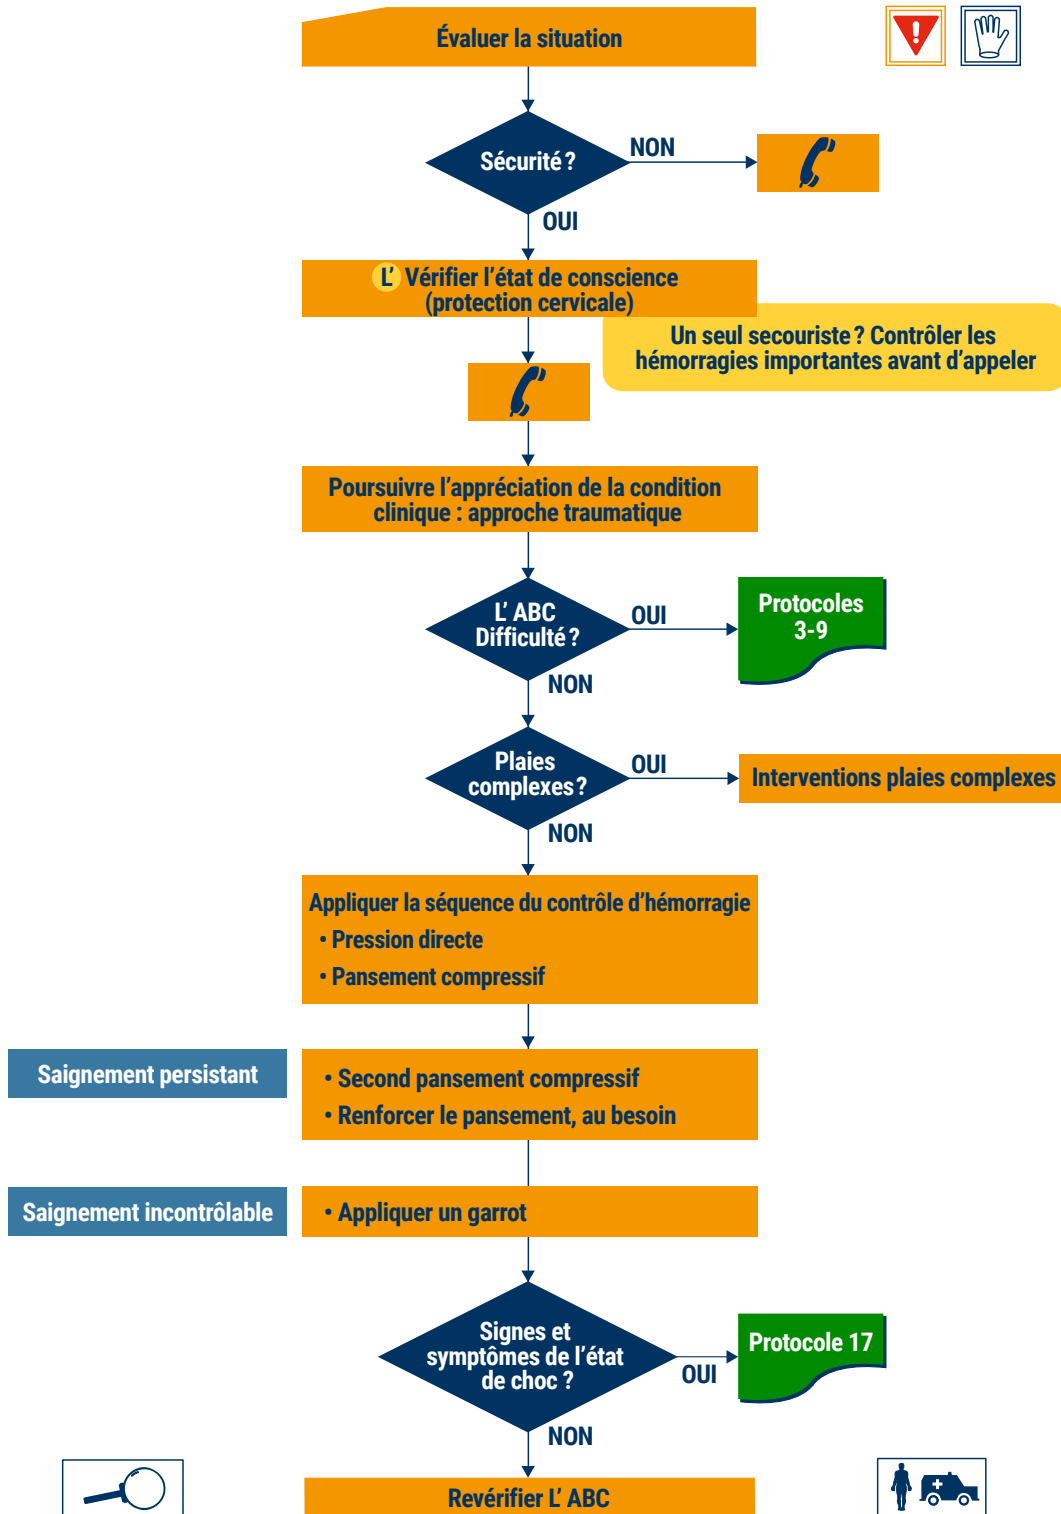 Évaluer la situation
Sécurité ?
NON
OUI
L' Vérifier l'état de conscience
(protection cervicale)
Un seul secouriste ? Contrôler les
hémorragies importantes avant d'appeler
Poursuivre l'appréciation de la condition
clinique : approche traumatique
L' ABC
Difficulté ?
OUI
Protocoles
3-9
NON
Plaies
complexes ?
OUI
Interventions plaies complexes
NON
Appliquer la séquence du contrôle d'hémorragie
• Pression directe
• Pansement compressif
Saignement persistant
• Second pansement compressif
• Renforcer le pansement, au besoin
Saignement incontrôlable
• Appliquer un garrot
Signes et
symptômes de l'état
de choc ?
OUI
Protocole 17
NON
Revérifier L' ABC